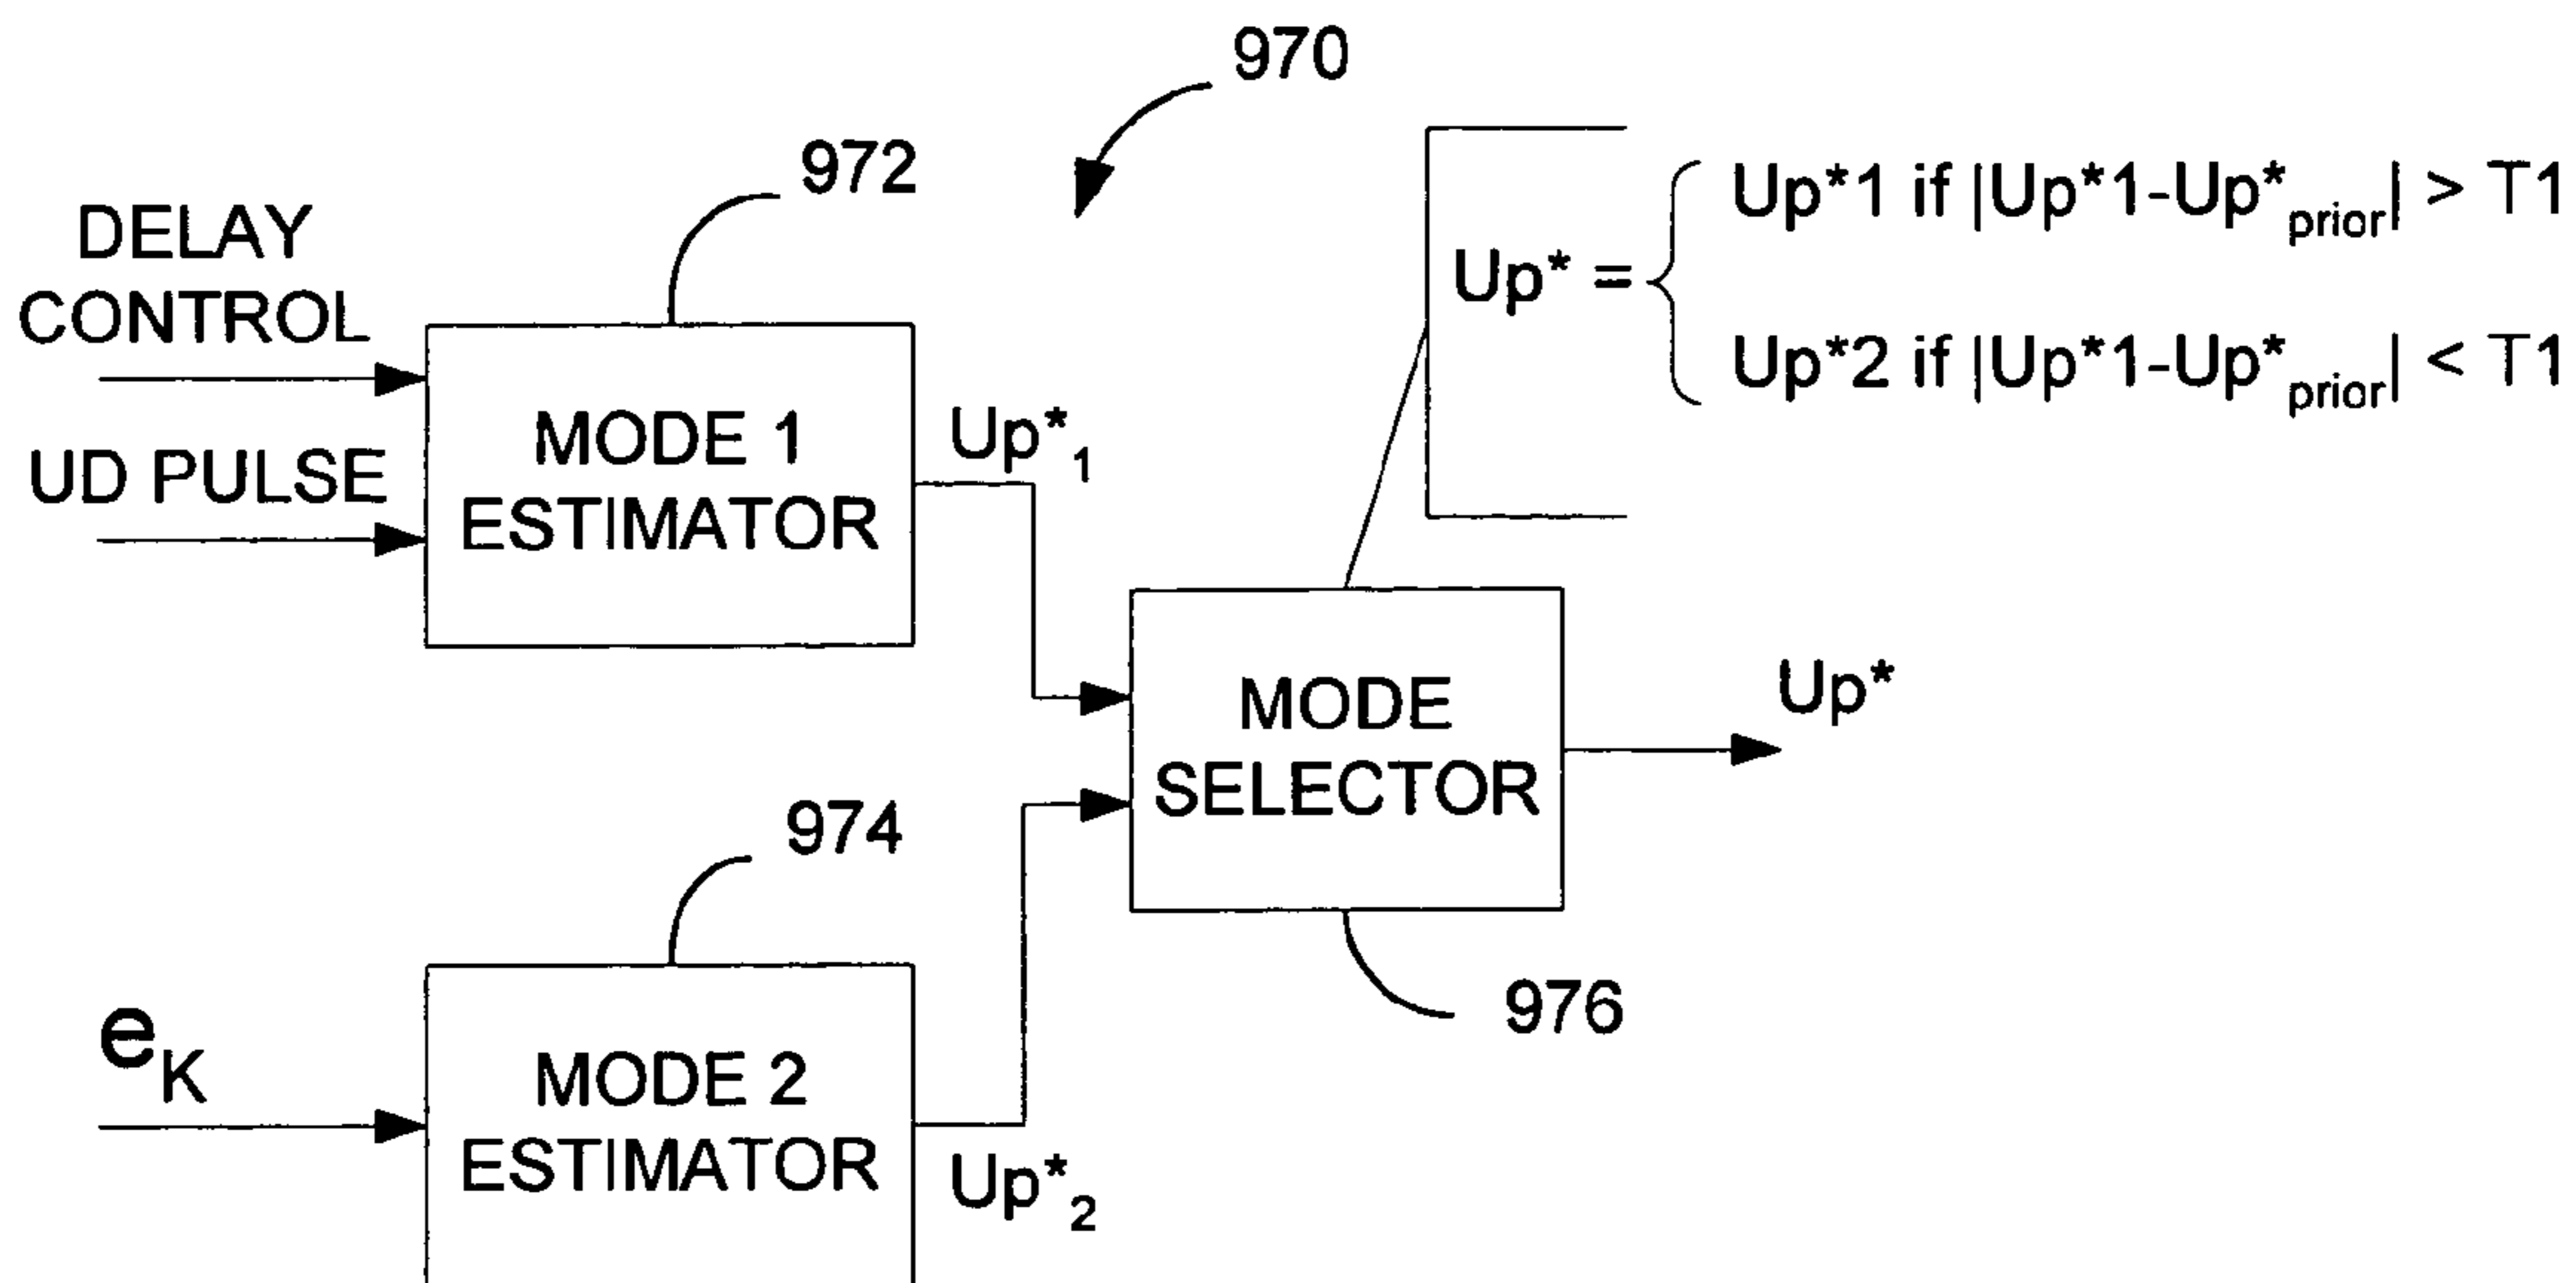 970
972
DELAY
CONTROL
UD PULSE
MODE 1
ESTIMATOR
Up*1
Up* =
Up*1 if |Up*1-Up*prior| > T1
Up*2 if |Up*1-Up*prior| < T1
MODE
SELECTOR
Up*
976
974
eK
MODE 2
ESTIMATOR
Up*2